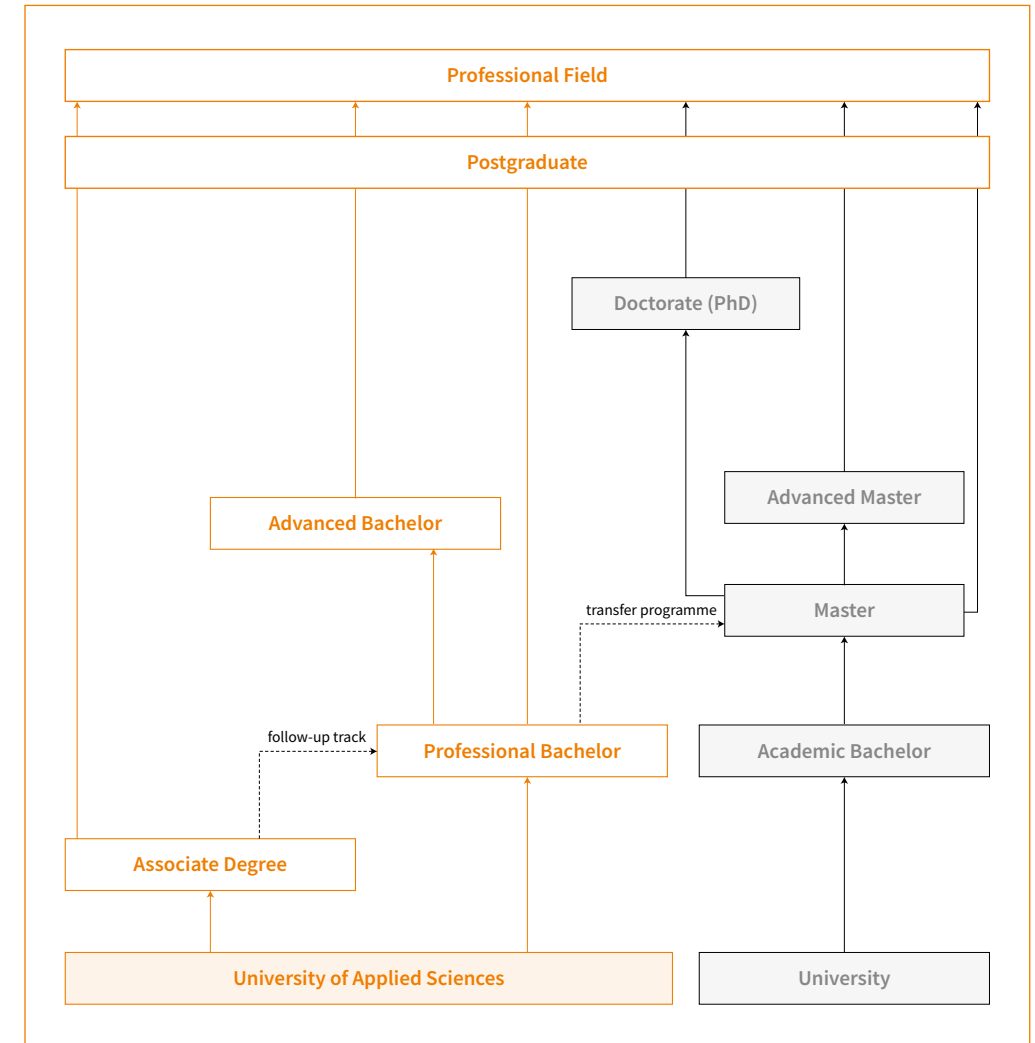 Professional Field
Postgraduate
Doctorate (PhD)
Advanced Master
Advanced Bachelor
transfer programme
Master
follow-up track
Professional Bachelor
Academic Bachelor
Associate Degree
University of Applied Sciences
University